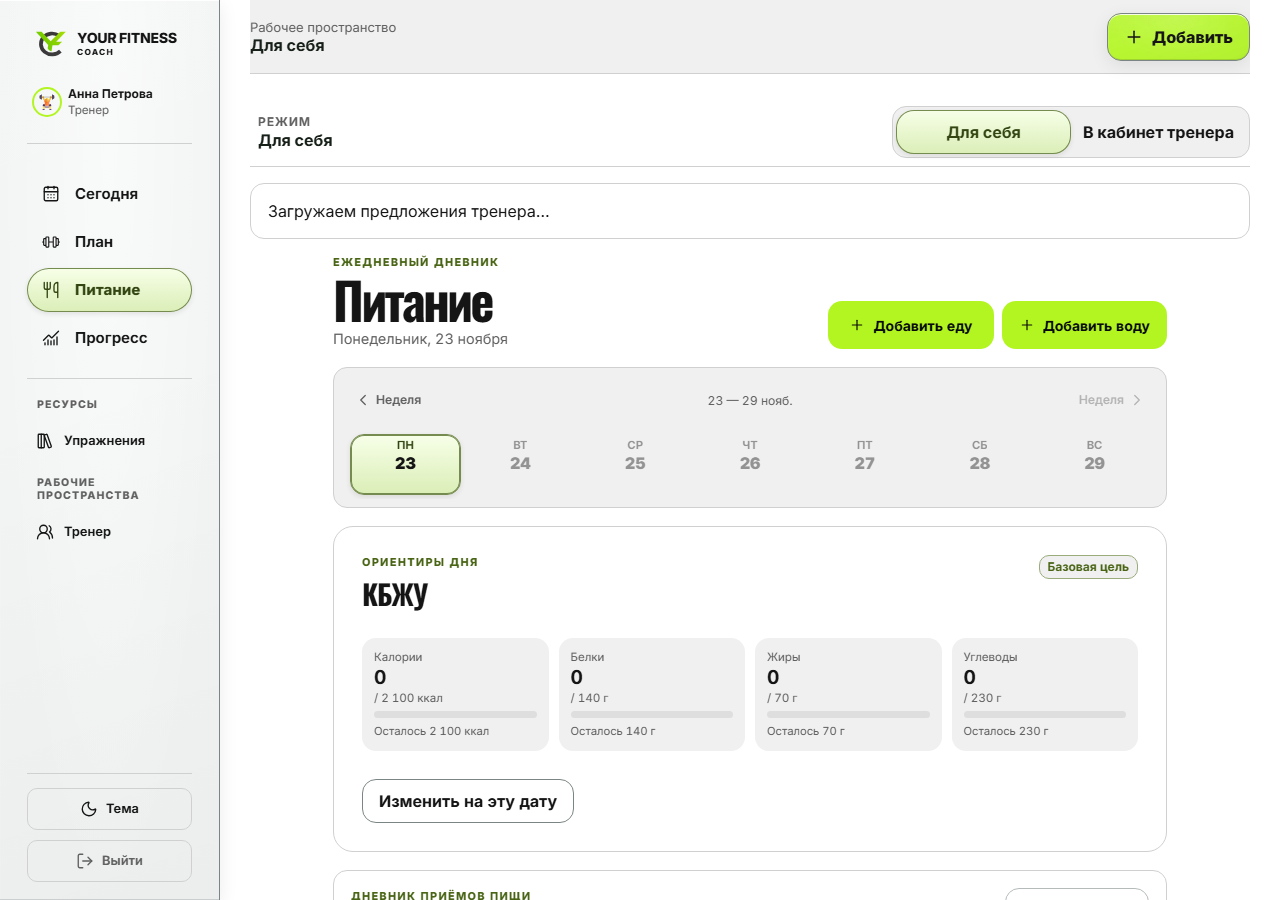 YOUR FITNESS
COACH
Анна Петрова
Тренер
Сегодня
План
Питание
Прогресс
РЕСУРСЫ
Упражнения
РАБОЧИЕ
ПРОСТРАНСТВА
Тренер
Тема
Выйти
Рабочее пространство
Для себя
Добавить
РЕЖИМ
Для себя
Для себя
В кабинет тренера
Загружаем предложения тренера...
ЕЖЕДНЕВНЫЙ ДНЕВНИК
Питание
Понедельник, 23 ноября
Добавить еду
Добавить воду
Неделя
23 — 29 нояб.
Неделя
ПН ВТ СР ЧТ ПТ СБ ВС
23 24 25 26 27 28 29
ОРИЕНТИРЫ ДНЯ
Базовая цель
КБЖУ
Калории
0
/ 2 100 ккал
Осталось 2 100 ккал
Белки
0
/ 140 г
Осталось 140 г
Жиры
0
/ 70 г
Осталось 70 г
Углеводы
0
/ 230 г
Осталось 230 г
Изменить на эту дату
ДНЕВНИК ПРИЁМОВ ПИЩИ